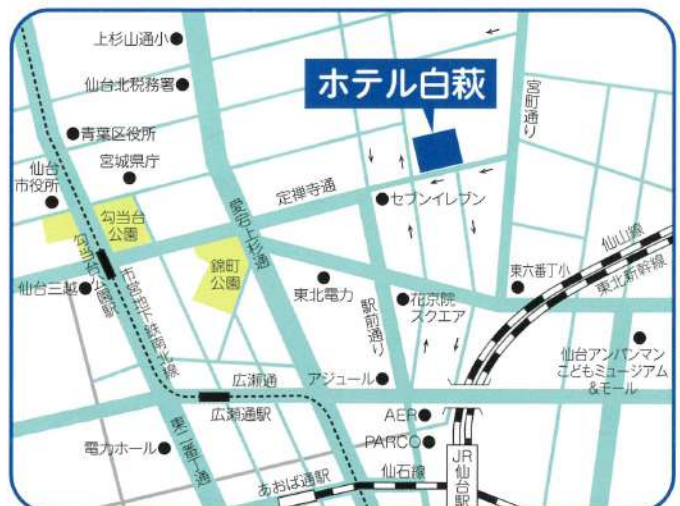 上杉山通小
仙台北税務署
ホテル白萩
宮町通り
青葉区役所
宮城県庁
仙台
市役所
定禅寺通
セブンイレブン
愛宕上杉通
勾当台
公園
勾当台公園駅
錦町
公園
仙台三越
市営地下鉄南北線
東北電力
駅前通り
花京院
スクエア
東六番丁小
仙山線
東北新幹線
仙台アンパンマン
こどもミュージアム
&モール
広瀬通
アジュール
広瀬通駅
AER
PARCO
電力ホール
東二番丁通
あおば通駅
仙石線
JR
仙台駅